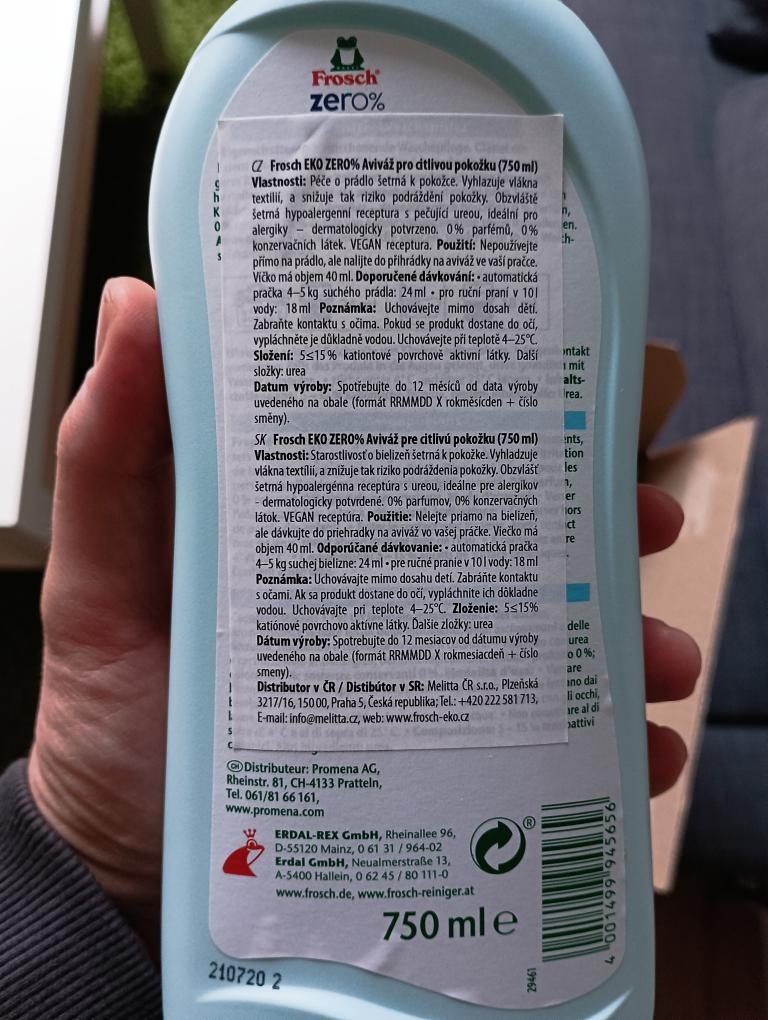 Frosch®
zero%
CZ Frosch EKO ZERO% Aviváž pro citlivou pokožku (750 ml)
Vlastnosti: Péče o prádlo šetrná k pokožce. Vyhlazuje vlákna
textilií, a snižuje tak riziko podráždění pokožky. Obzvláště
šetrná hypoalergenní receptura s pečující ureou, ideální pro
alergiky – dermatologicky potvrzeno. 0% parfémů, 0%
konzervačních látek. VEGAN receptura. Použití: Nepoužívejte
přímo na prádlo, ale nalijte do přihrádky na aviváž ve vaší pračce.
Víčko má objem 40 ml. Doporučené dávkování: • automatická
pračka 4–5 kg suchého prádla: 24 ml • pro ruční praní v 10 l
vody: 18 ml Poznámka: Uchovávejte mimo dosah dětí.
Zabraňte kontaktu s očima. Pokud se produkt dostane do očí,
vypláchněte je důkladně vodou. Uchovávejte při teplotě 4–25°C.
Složení: 5≤15% kationtové povrchově aktivní látky. Další
složky: urea
Datum výroby: Spotřebujte do 12 měsíců od data výroby
uvedeného na obale (formát RRMMDD X rokměsícden + číslo
směny).
SK Frosch EKO ZERO% Aviváž pre citlivú pokožku (750 ml)
Vlastnosti: Starostlivosť o bielizeň šetrná k pokožke. Vyhladzuje
vlákna textílií, a znižuje tak riziko podráždenia pokožky. Obzvlášť
šetrná hypoalergénna receptúra s ureou, ideálne pre alergikov
- dermatologicky potvrdené. 0% parfumov, 0% konzervačných
látok. VEGAN receptúra. Použitie: Nelejte priamo na bielizeň,
ale dávkujte do priehradky na aviváž vo vašej práčke. Viečko má
objem 40 ml. Odporúčané dávkovanie: • automatická pračka
4–5 kg suchej bielizne: 24 ml • pre ručné pranie v 10 l vody: 18 ml
Poznámka: Uchovávajte mimo dosahu detí. Zabráňte kontaktu
s očami. Ak sa produkt dostane do očí, vypláchnite ich dôkladne
vodou. Uchovávajte pri teplote 4–25°C. Zloženie: 5≤15%
katiónové povrchovo aktívne látky. Ďalšie zložky: urea
Dátum výroby: Spotrebujte do 12 mesiacov od dátumu výroby
uvedeného na obale (formát RRMMDD X rokmesiacdeň + číslo
smeny).
Distributor v ČR / Distibútor v SR: Melitta ČR s.r.o., Plzeňská
3217/16, 150 00, Praha 5, Česká republika; Tel.: +420 222 581 713,
E-mail: info@melitta.cz, web: www.frosch-eko.cz
CH Distributeur: Promena AG,
Rheinstr. 81, CH-4133 Pratteln,
Tel. 061/81 66 161,
www.promena.com
ERDAL-REX GmbH, Rheinallee 96,
D-55120 Mainz, 0 61 31 / 964-02
Erdal GmbH, Neualmerstraße 13,
A-5400 Hallein, 0 62 45 / 80 111-0
www.frosch.de, www.frosch-reiniger.at
750 ml e
210720 2
29461
4 001499 945656